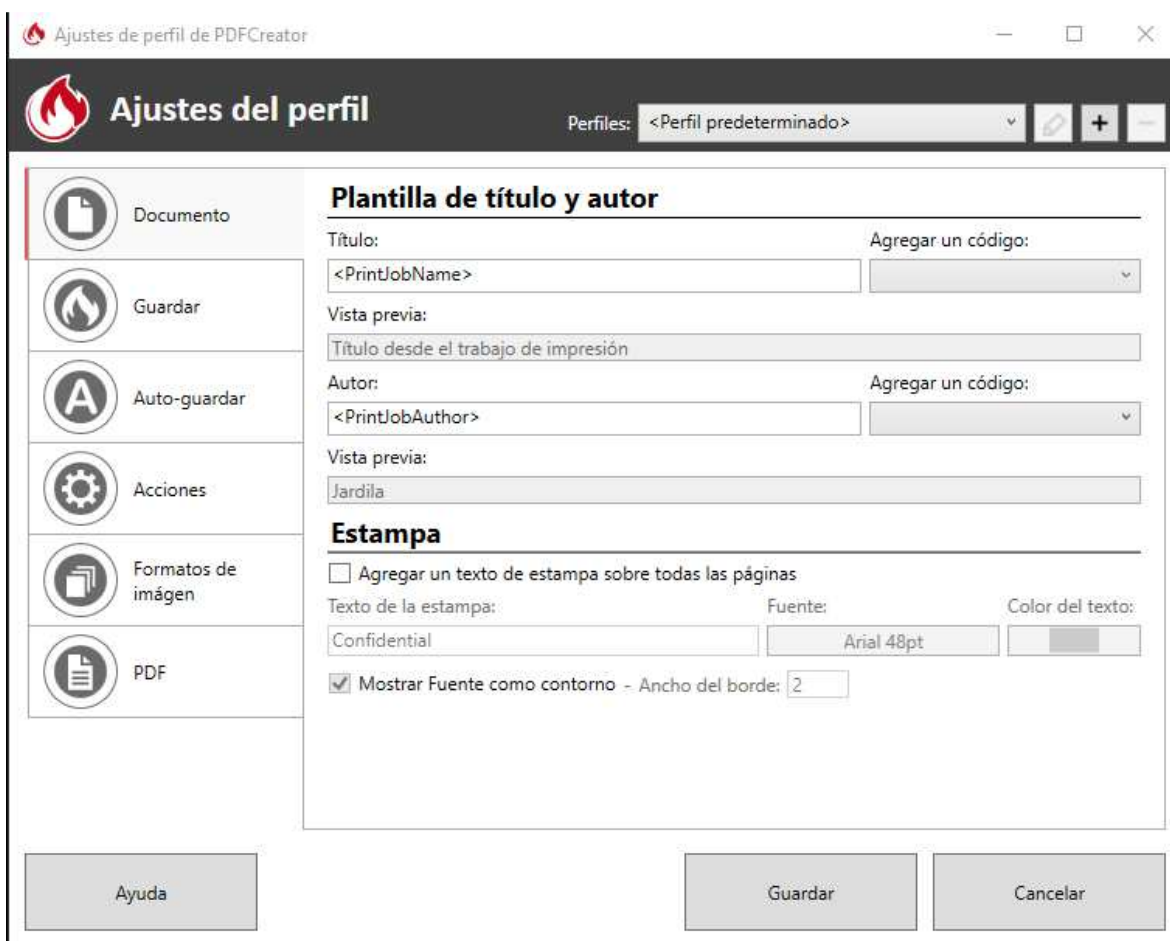 Ajustes de perfil de PDFCreator
Ajustes del perfil
Perfiles: <Perfil predeterminado>
Documento
Guardar
Auto-guardar
Acciones
Formatos de
imágen
PDF
Plantilla de título y autor
Título: Agregar un código:
<PrintJobName>
Vista previa:
Título desde el trabajo de impresión
Autor: Agregar un código:
<PrintJobAuthor>
Vista previa:
Jardila
Estampa
Agregar un texto de estampa sobre todas las páginas
Texto de la estampa: Fuente: Color del texto:
Confidential Arial 48pt
Mostrar Fuente como contorno - Ancho del borde: 2
Ayuda Guardar Cancelar